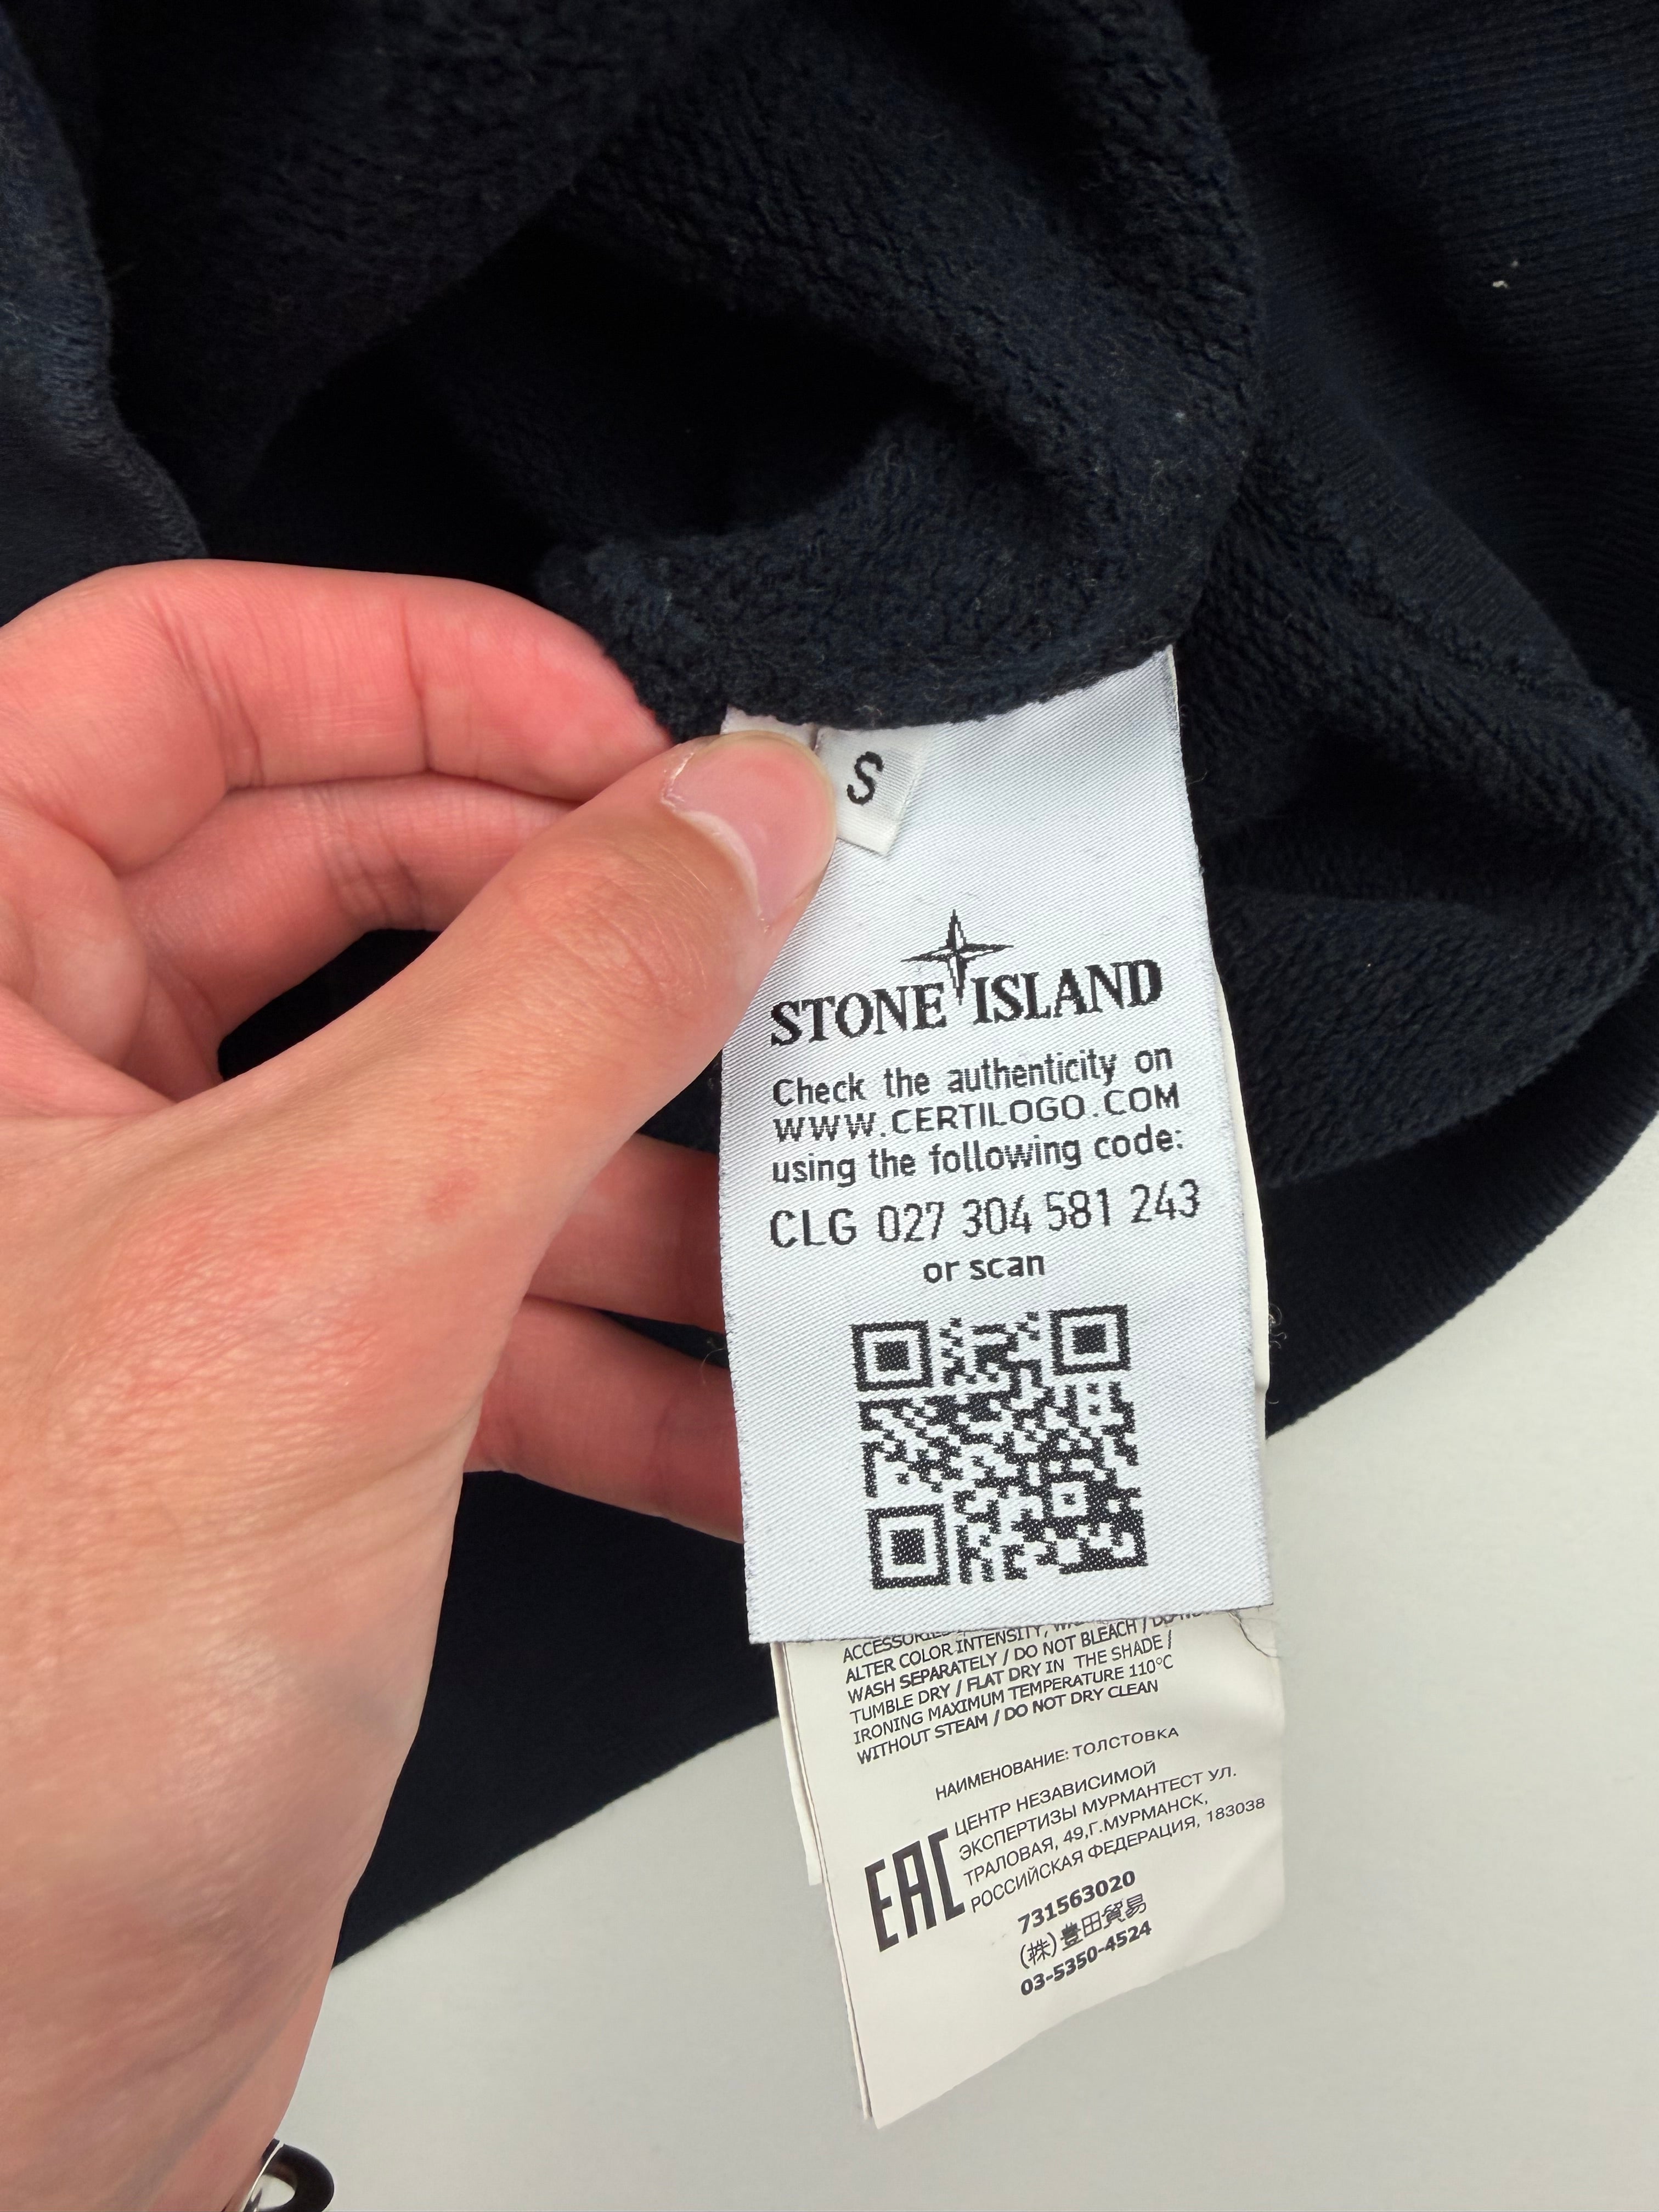 S
STONE ISLAND
Check the authenticity on
WWW.CERTILOGO.COM
using the following code:
CLG 027 304 581 243
or scan
ACCESSORIES
ALTER COLOR INTENSITY,
WASH SEPARATELY / DO NOT BLEACH /
TUMBLE DRY / FLAT DRY IN THE SHADE /
IRONING MAXIMUM TEMPERATURE 110°C
WITHOUT STEAM / DO NOT DRY CLEAN
НАИМЕНОВАНИЕ: ТОЛСТОВКА
ЦЕНТР НЕЗАВИСИМОЙ
ЭКСПЕРТИЗЫ МУРМАНТЕСТ УЛ.
ТРАЛОВАЯ, 49,Г.МУРМАНСК,
РОССИЙСКАЯ ФЕДЕРАЦИЯ, 183038
EAC
731563020
(株)豊田貿易
03-5350-4524